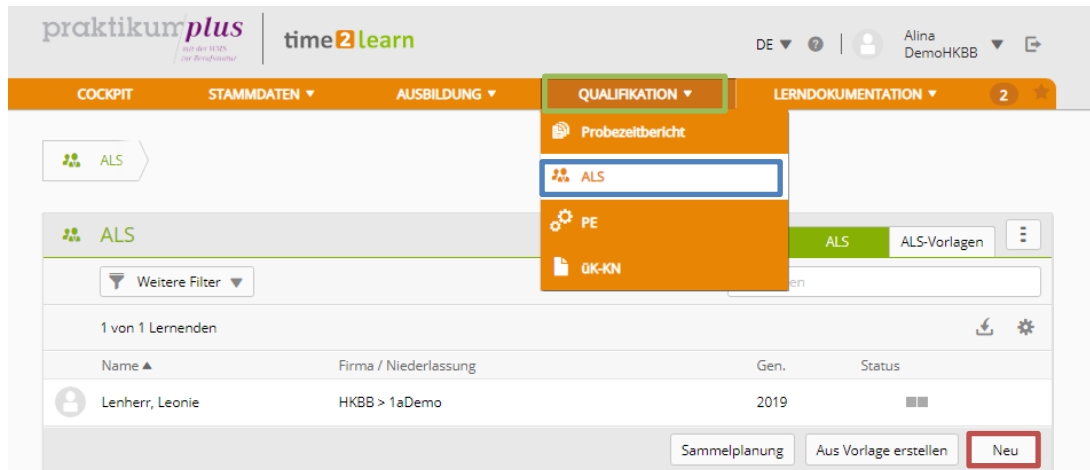 praktikumplus
mit der WMS
zur Berufsmatur
time2learn
DE ▼
Alina
DemoHKBB ▼
COCKPIT STAMMDATEN ▼ AUSBILDUNG ▼ QUALIFIKATION ▼ LERNDOKUMENTATION ▼ 2
Probezeitbericht
ALS
ALS
PE
üK-KN
ALS
ALS ALS-Vorlagen
Weitere Filter ▼
en
1 von 1 Lernenden
Name ▲ Firma / Niederlassung Gen. Status
Lenherr, Leonie HKBB > 1aDemo 2019
Sammelplanung Aus Vorlage erstellen Neu